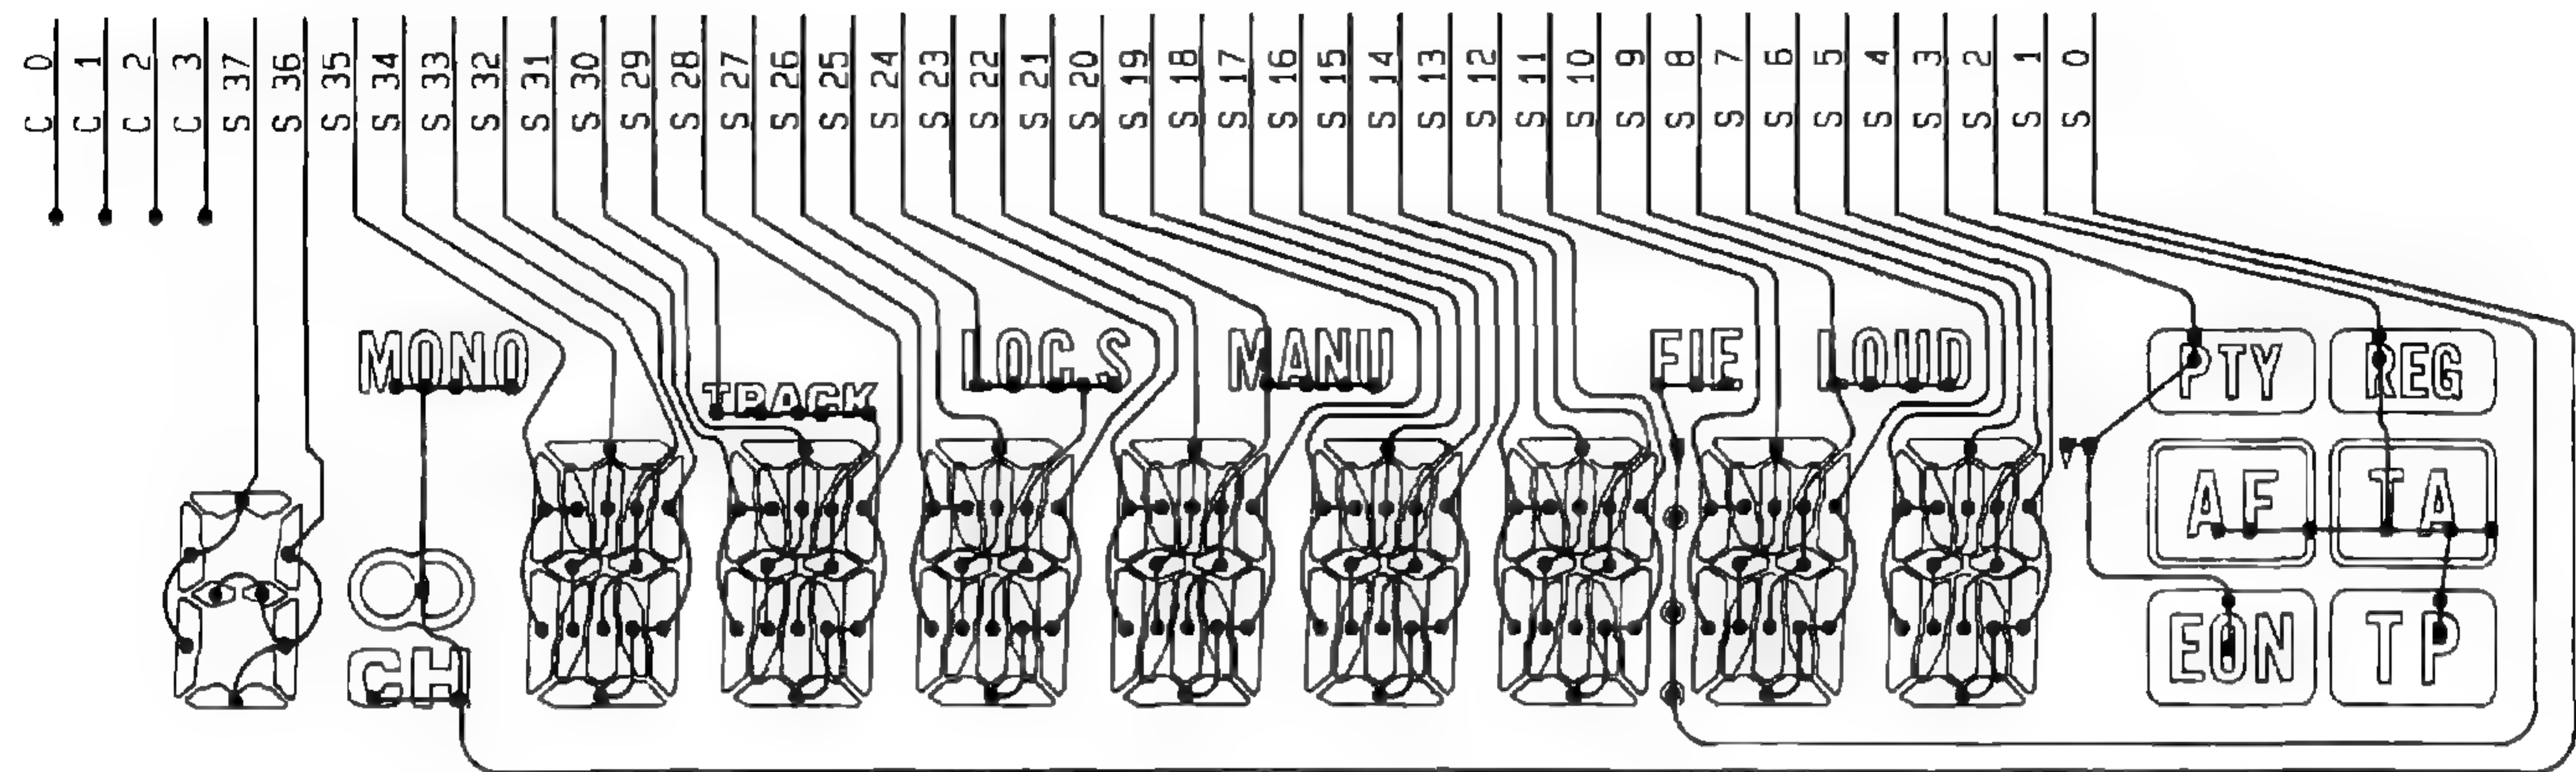 C 0 C 1 C 2 C 3 S 37 S 36 S 35 S 34 S 33 S 32 S 31 S 30 S 29 S 28 S 27 S 26 S 25 S 24 S 23 S 22 S 21 S 20 S 19 S 18 S 17 S 16 S 15 S 14 S 13 S 12 S 11 S 10 S 9 S 8 S 7 S 6 S 5 S 4 S 3 S 2 S 1 S 0
MONO TRACK LOC.S MANU LOUD PTY REG
AF TA
CH EON TP